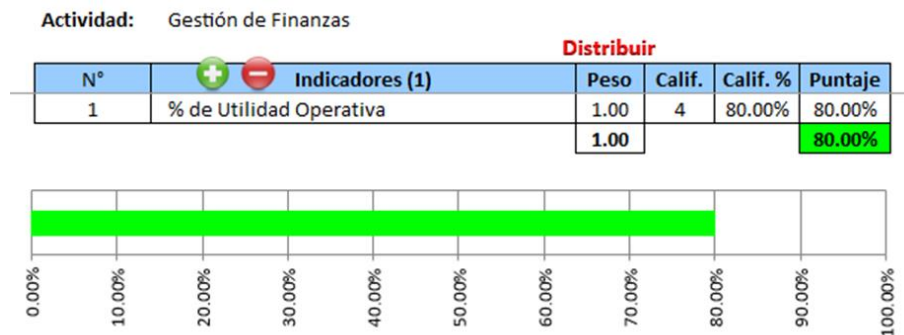 Actividad: Gestión de Finanzas
Distribuir
N° Indicadores (1) Peso Calif. Calif. % Puntaje
1 % de Utilidad Operativa 1.00 4 80.00% 80.00%
1.00 80.00%
0.00% 10.00% 20.00% 30.00% 40.00% 50.00% 60.00% 70.00% 80.00% 90.00% 100.00%